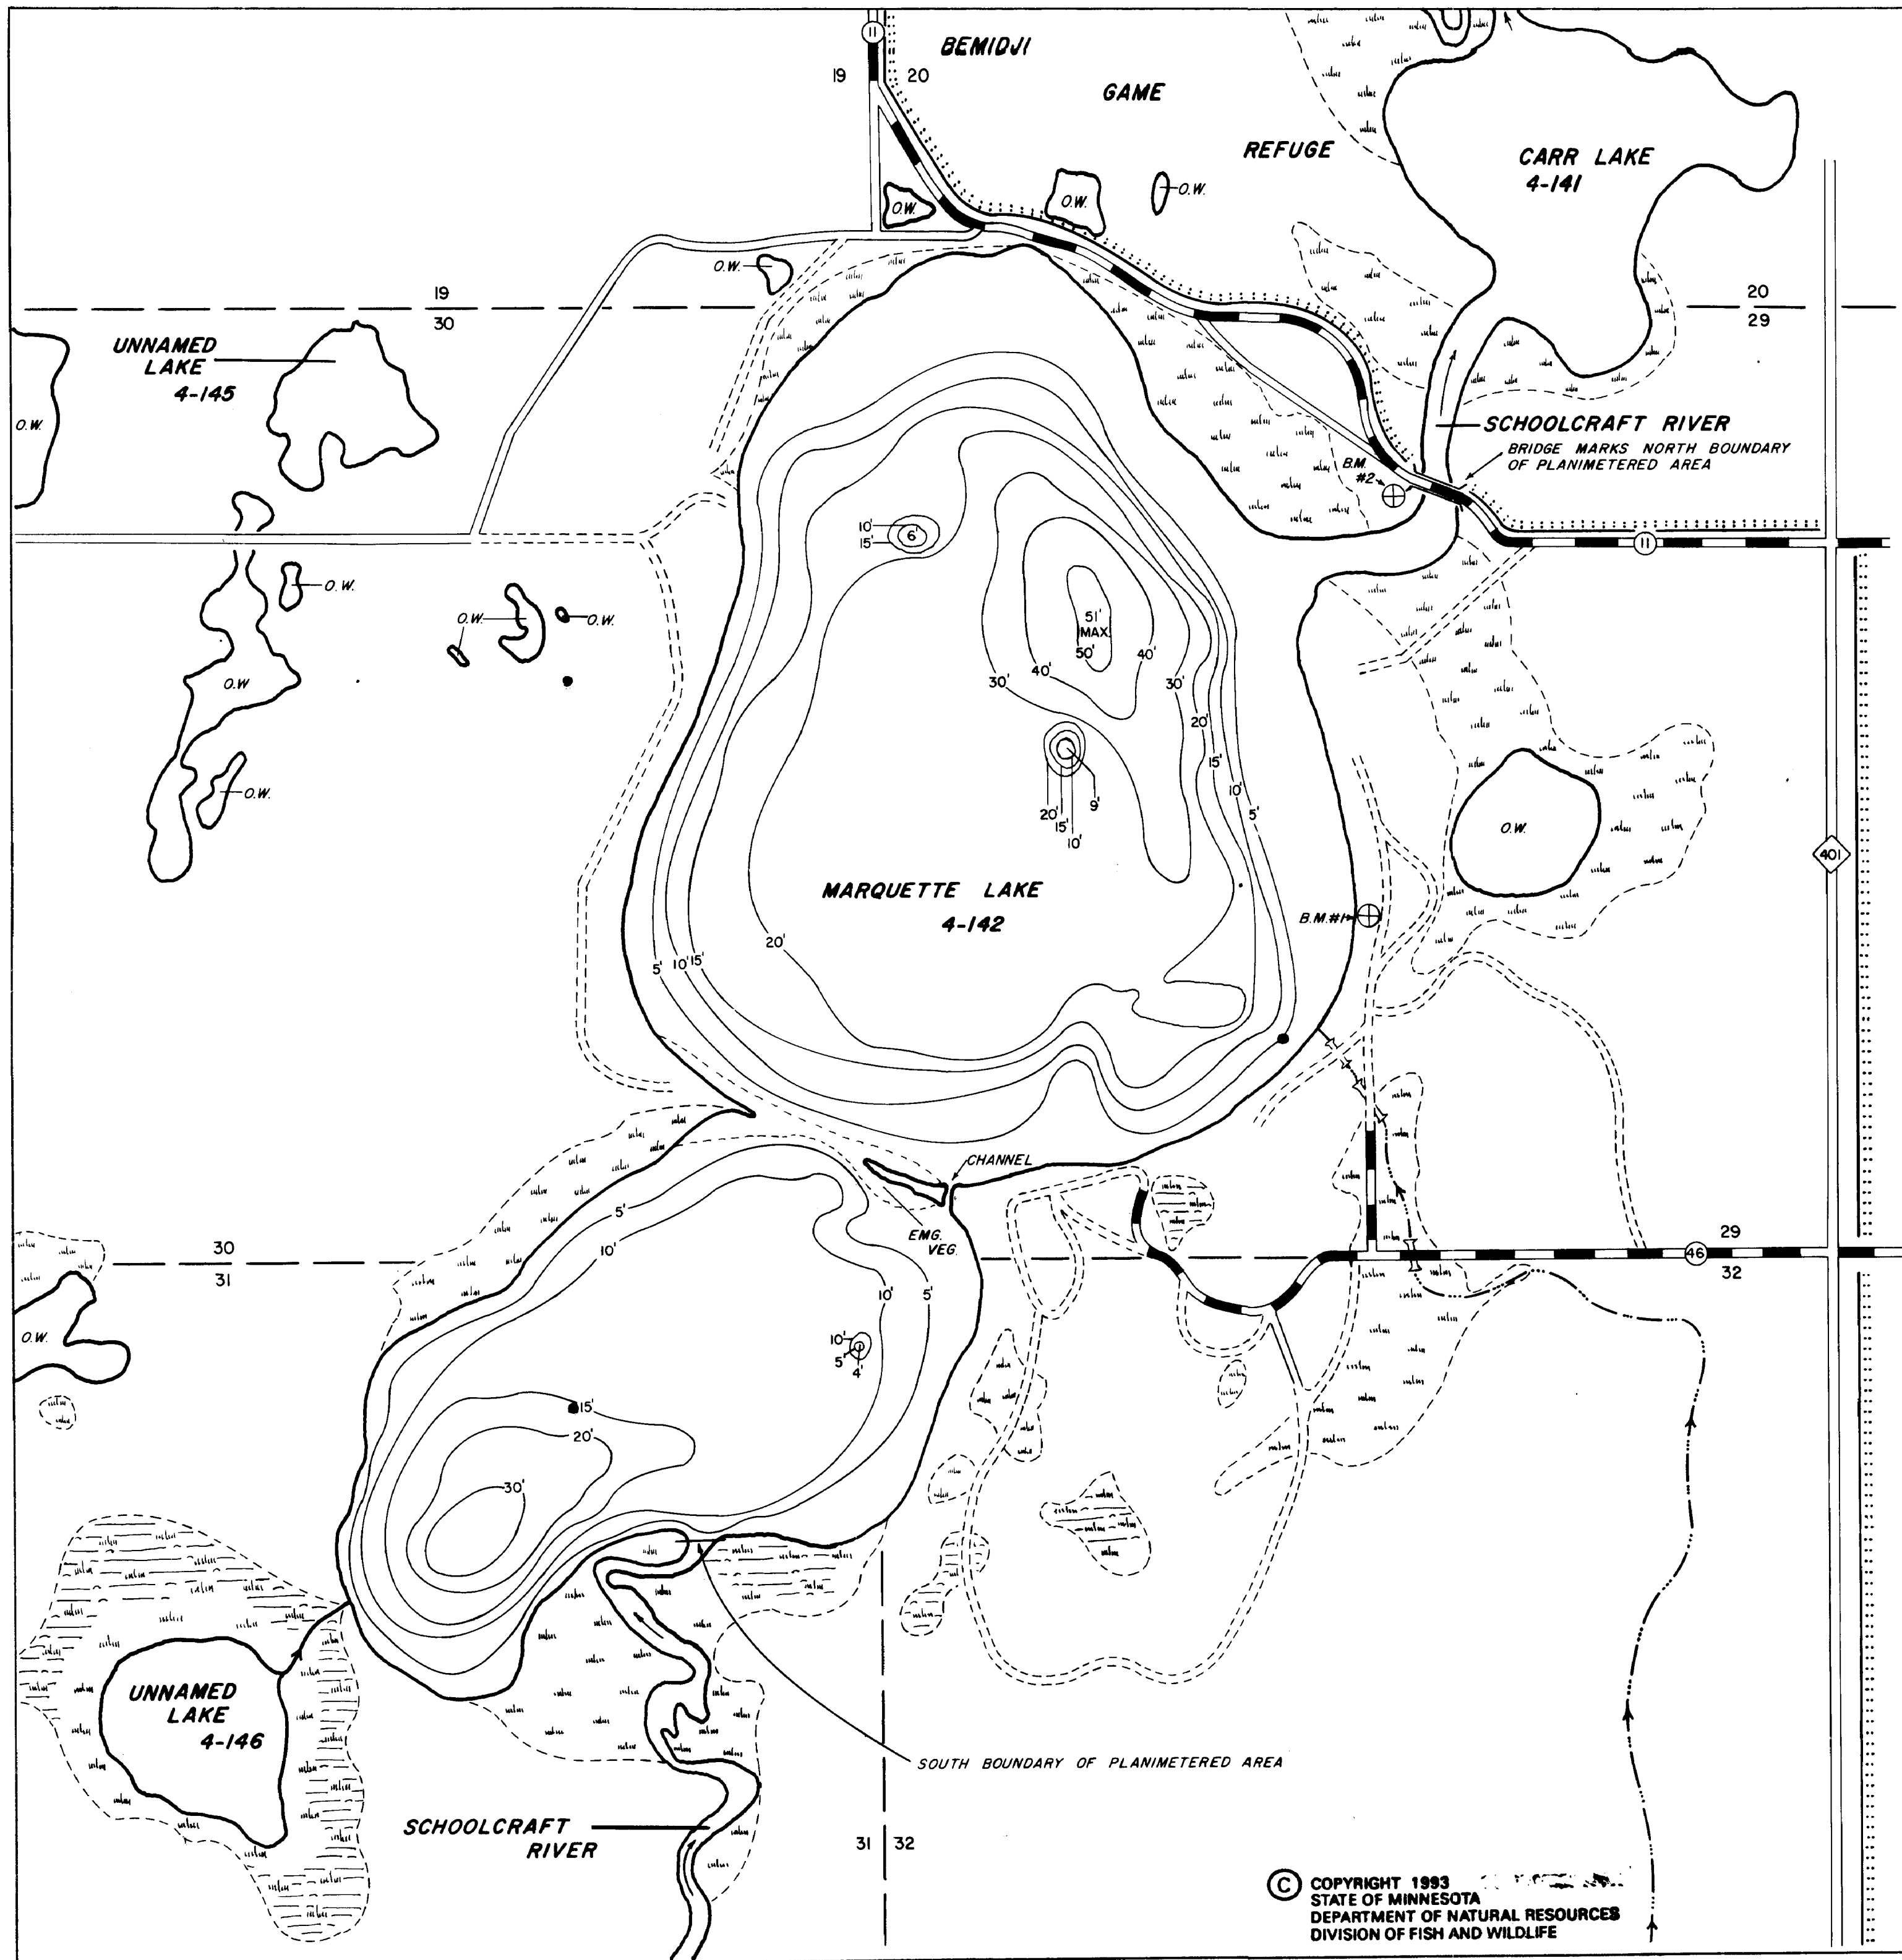 11
BEMIDJI
19 20
GAME
REFUGE
CARR LAKE
4-141
O.W.
O.W.
O.W.
O.W.
19
30
20
29
UNNAMED
LAKE
4-145
O.W.
SCHOOLCRAFT RIVER
BRIDGE MARKS NORTH BOUNDARY
OF PLANIMETERED AREA
B.M.
#2
10'
15'
6'
11
O.W.
O.W.
O.W.
O.W
O.W.
51'
MAX.
50'
40'
40'
30'
30'
20'
15'
10'
5'
20'
15'
10'
9'
O.W.
401
MARQUETTE LAKE
4-142
B.M.#1
20'
5' 10' 15'
CHANNEL
EMG.
VEG.
5'
10'
30
31
29
46
32
10'
5'
O.W.
10'
5'
4'
15'
20'
30'
UNNAMED
LAKE
4-146
SOUTH BOUNDARY OF PLANIMETERED AREA
SCHOOLCRAFT
RIVER
31 32
© COPYRIGHT 1993
STATE OF MINNESOTA
DEPARTMENT OF NATURAL RESOURCES
DIVISION OF FISH AND WILDLIFE